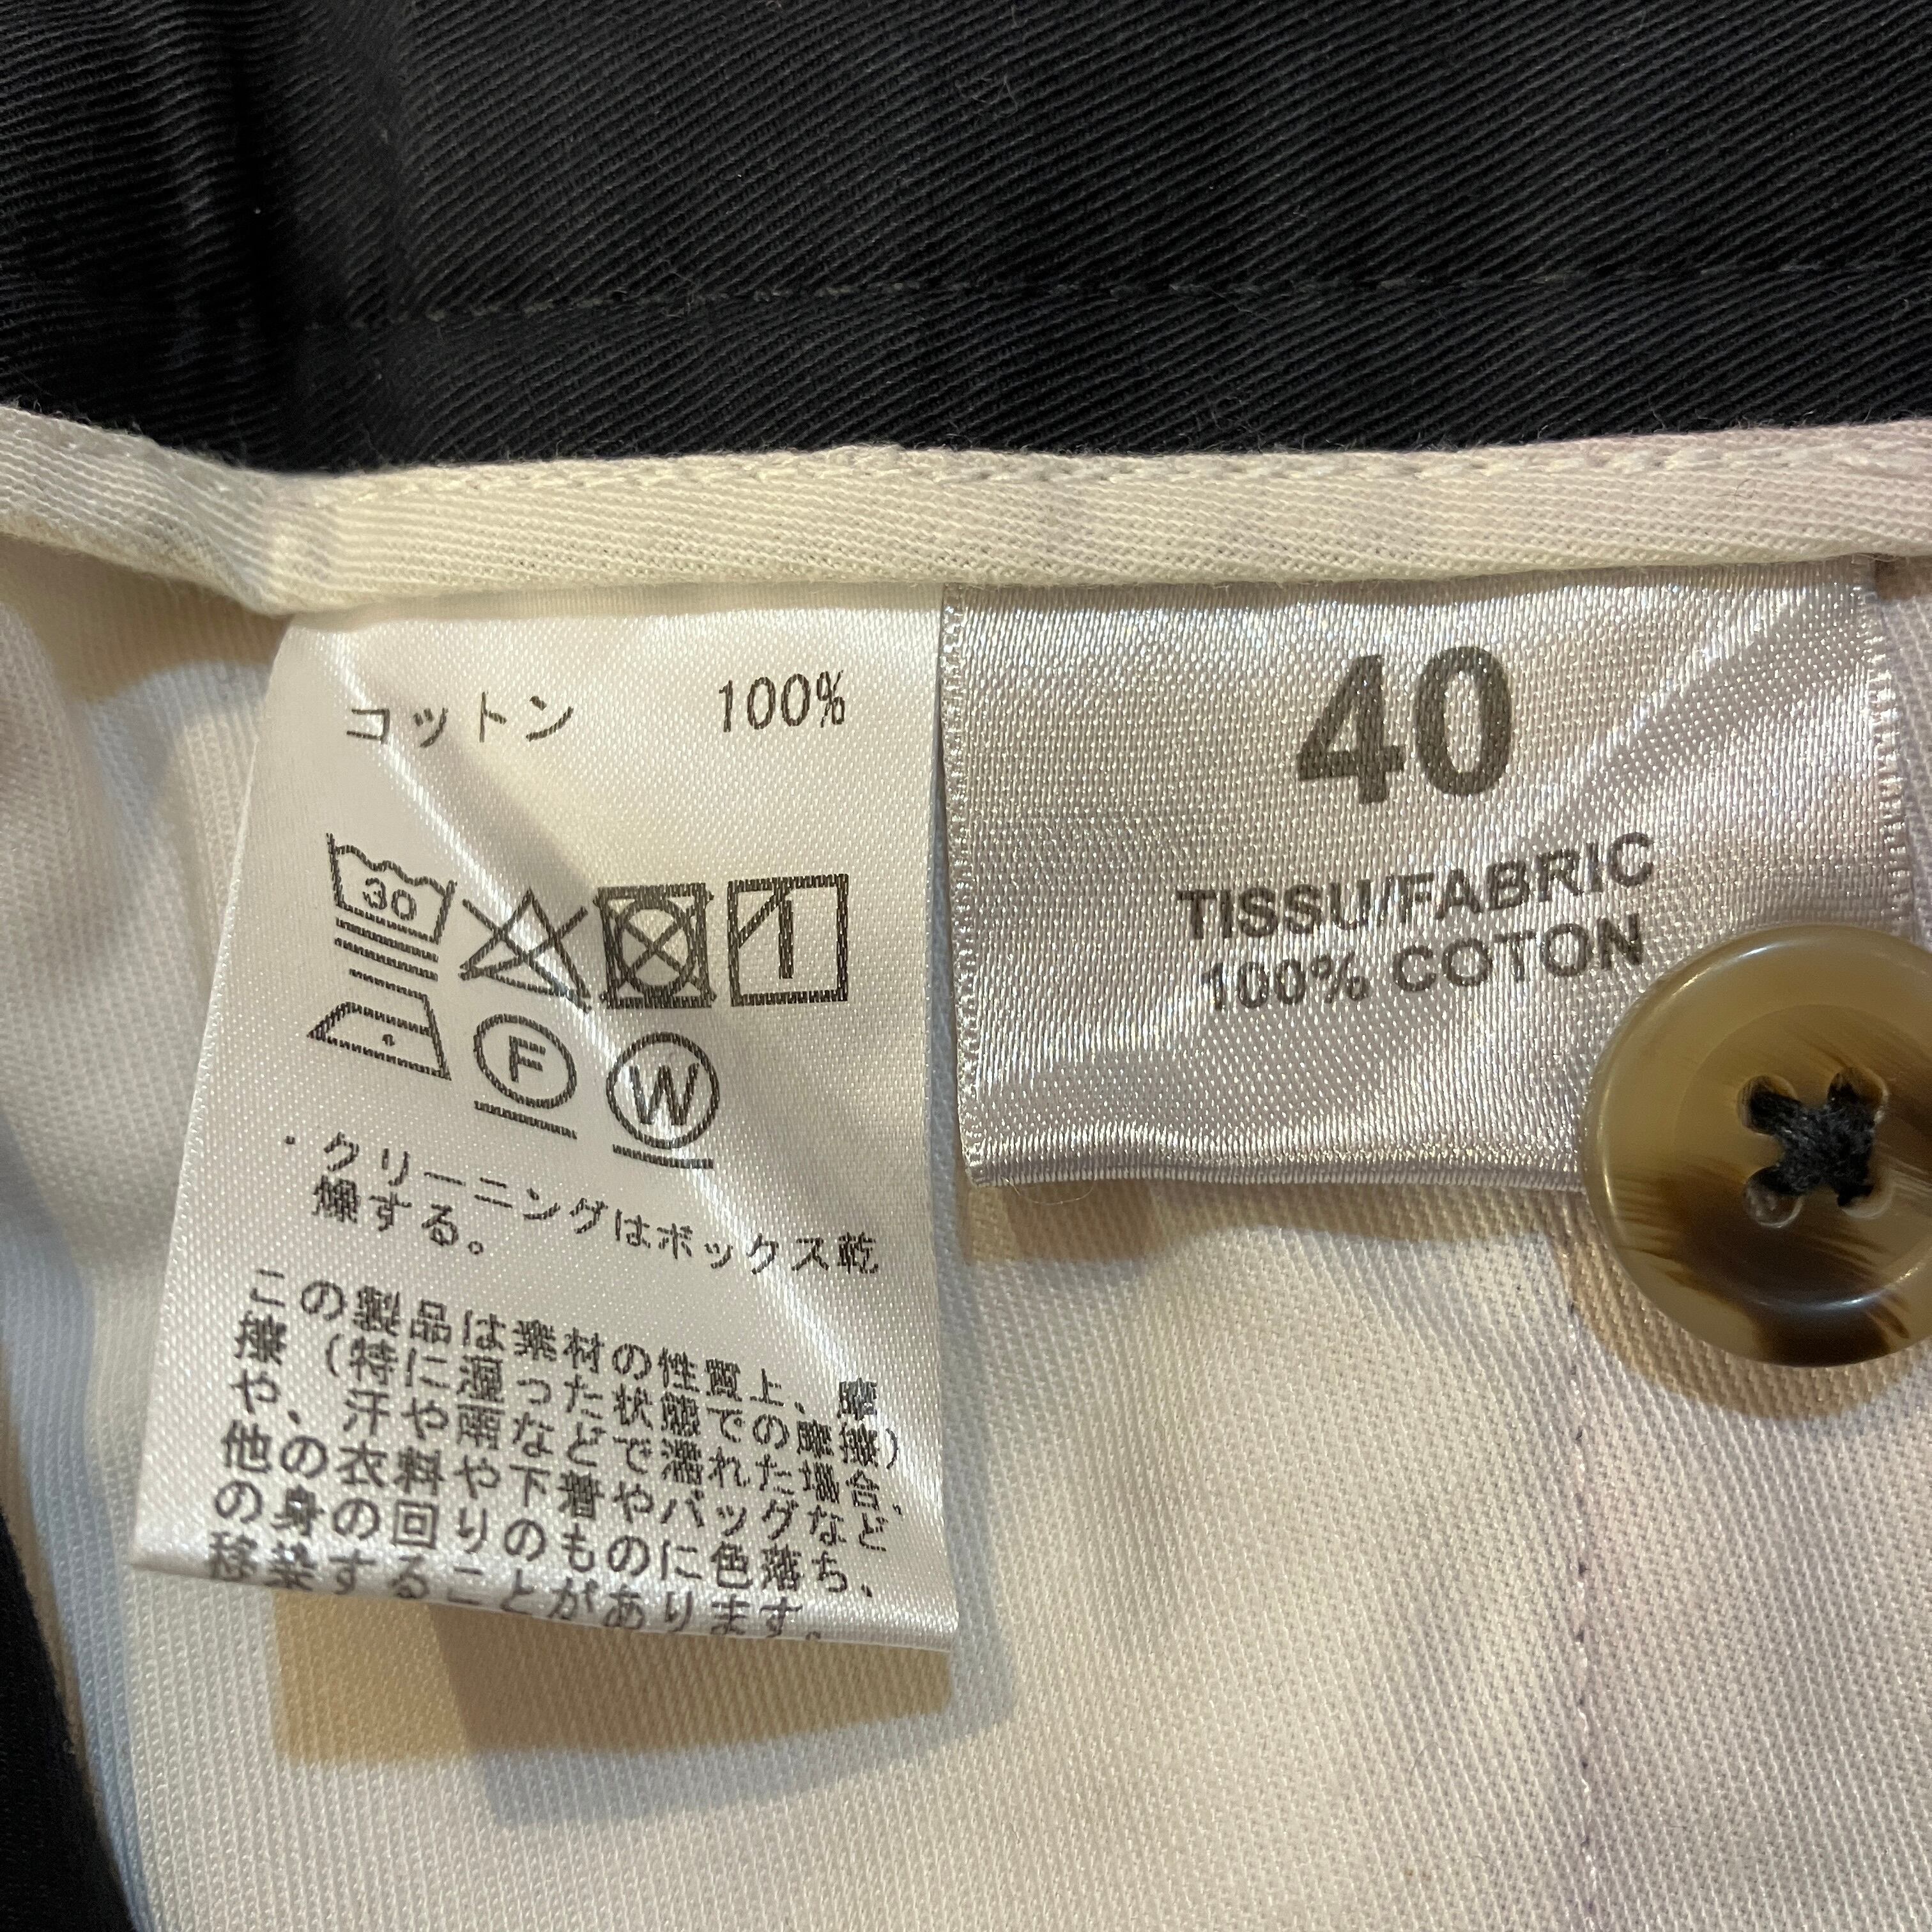 コットン 100%
30
F W
・クリーニングはボックス乾
燥する。
この製品は素材の性質上、摩
擦(特に湿った状態での摩擦)
や、汗や雨などで濡れた場合、
他の衣料や下着やバッグなど
の身の回りのものに色落ち、
移染することがあります。
40
TISSU/FABRIC
100% COTON